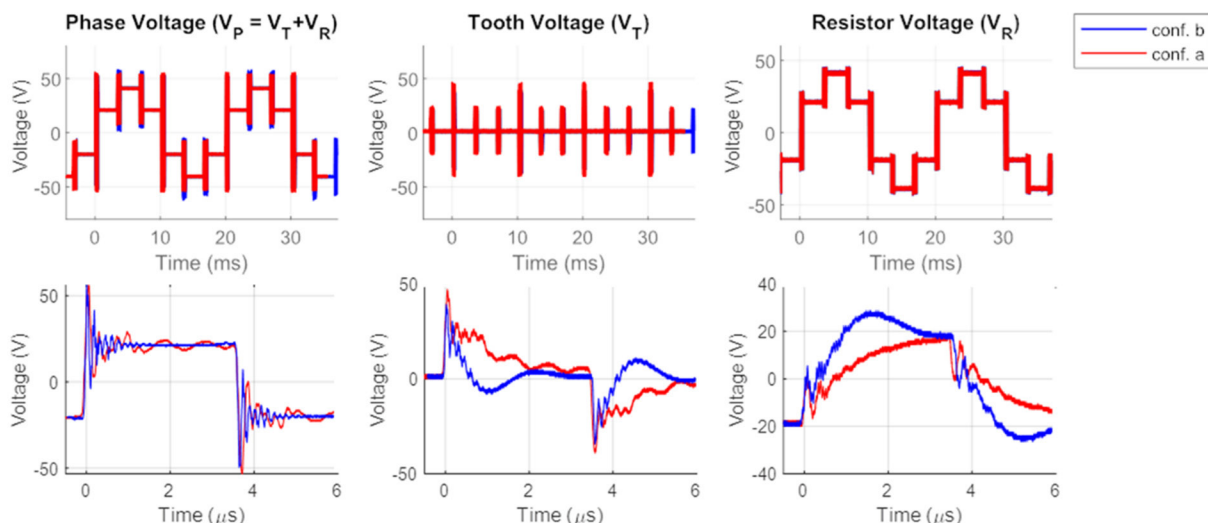 Phase Voltage (V_P = V_T+V_R)
Tooth Voltage (V_T)
Resistor Voltage (V_R)
conf. b
conf. a
Voltage (V)
50
0
-50
0 10 20 30
Time (ms)
Voltage (V)
50
0
-50
0 10 20 30
Time (ms)
Voltage (V)
50
0
-50
0 10 20 30
Time (ms)
Voltage (V)
50
0
-50
0 2 4 6
Time (μs)
Voltage (V)
50
0
-50
0 2 4 6
Time (μs)
Voltage (V)
40
20
0
-20
-40
0 2 4 6
Time (μs)